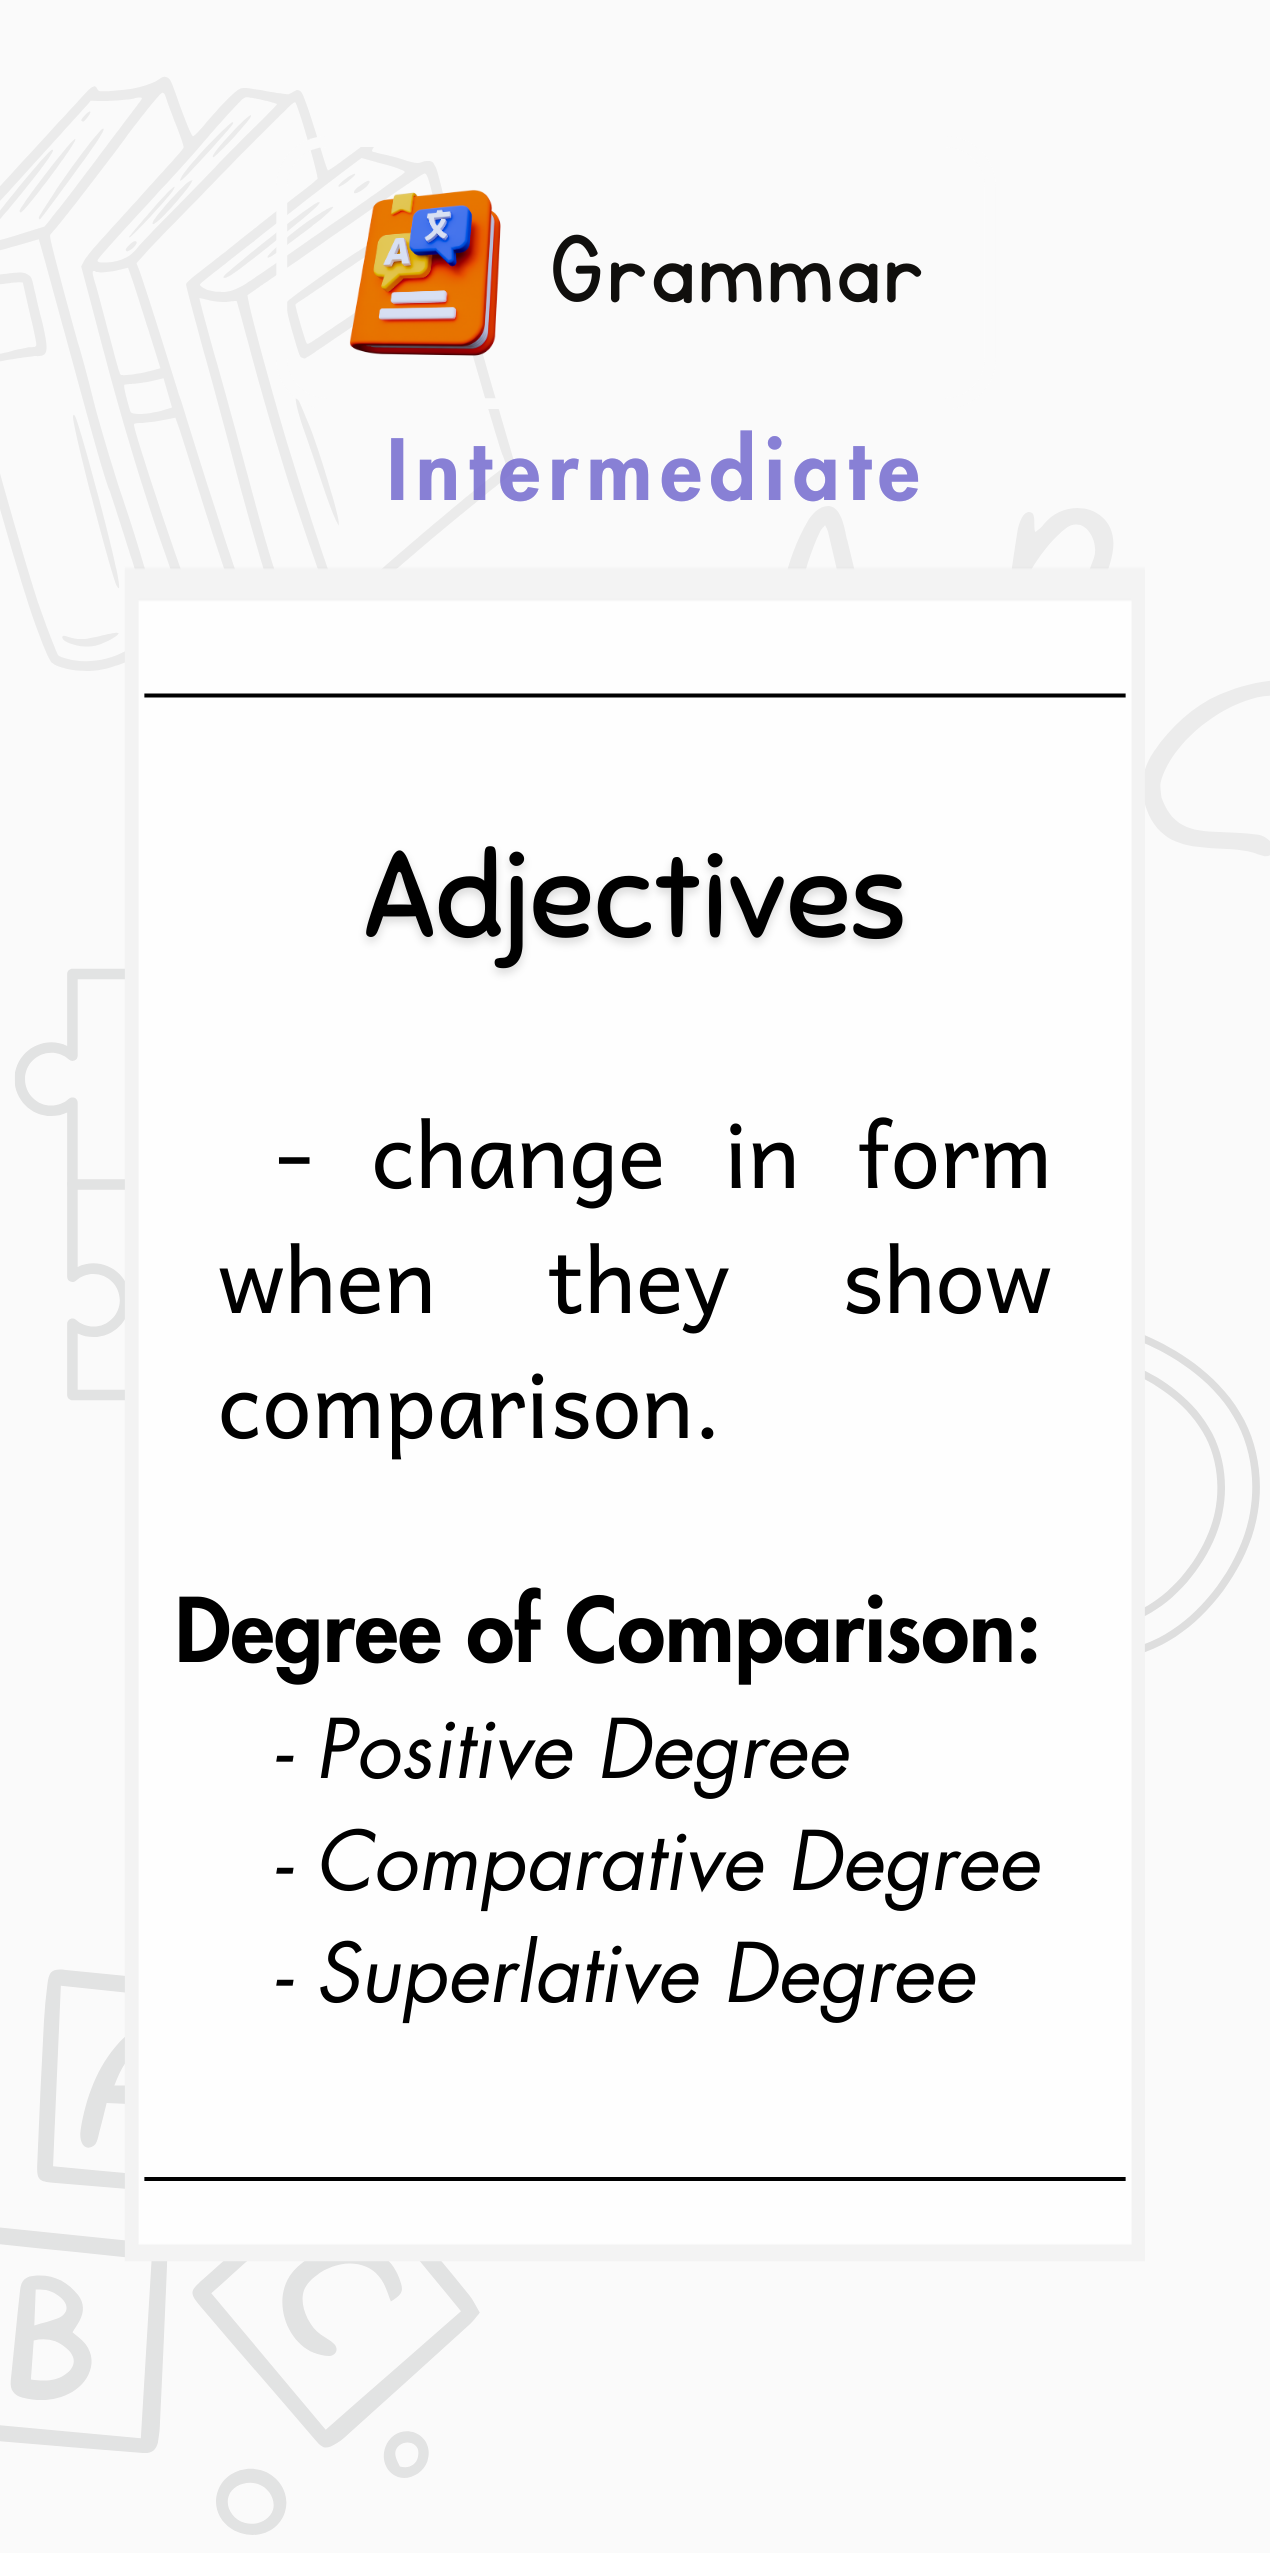 A 文
Grammar
Intermediate
Adjectives
- change in form
when they show
comparison.
Degree of Comparison:
- Positive Degree
- Comparative Degree
- Superlative Degree
A
B
C